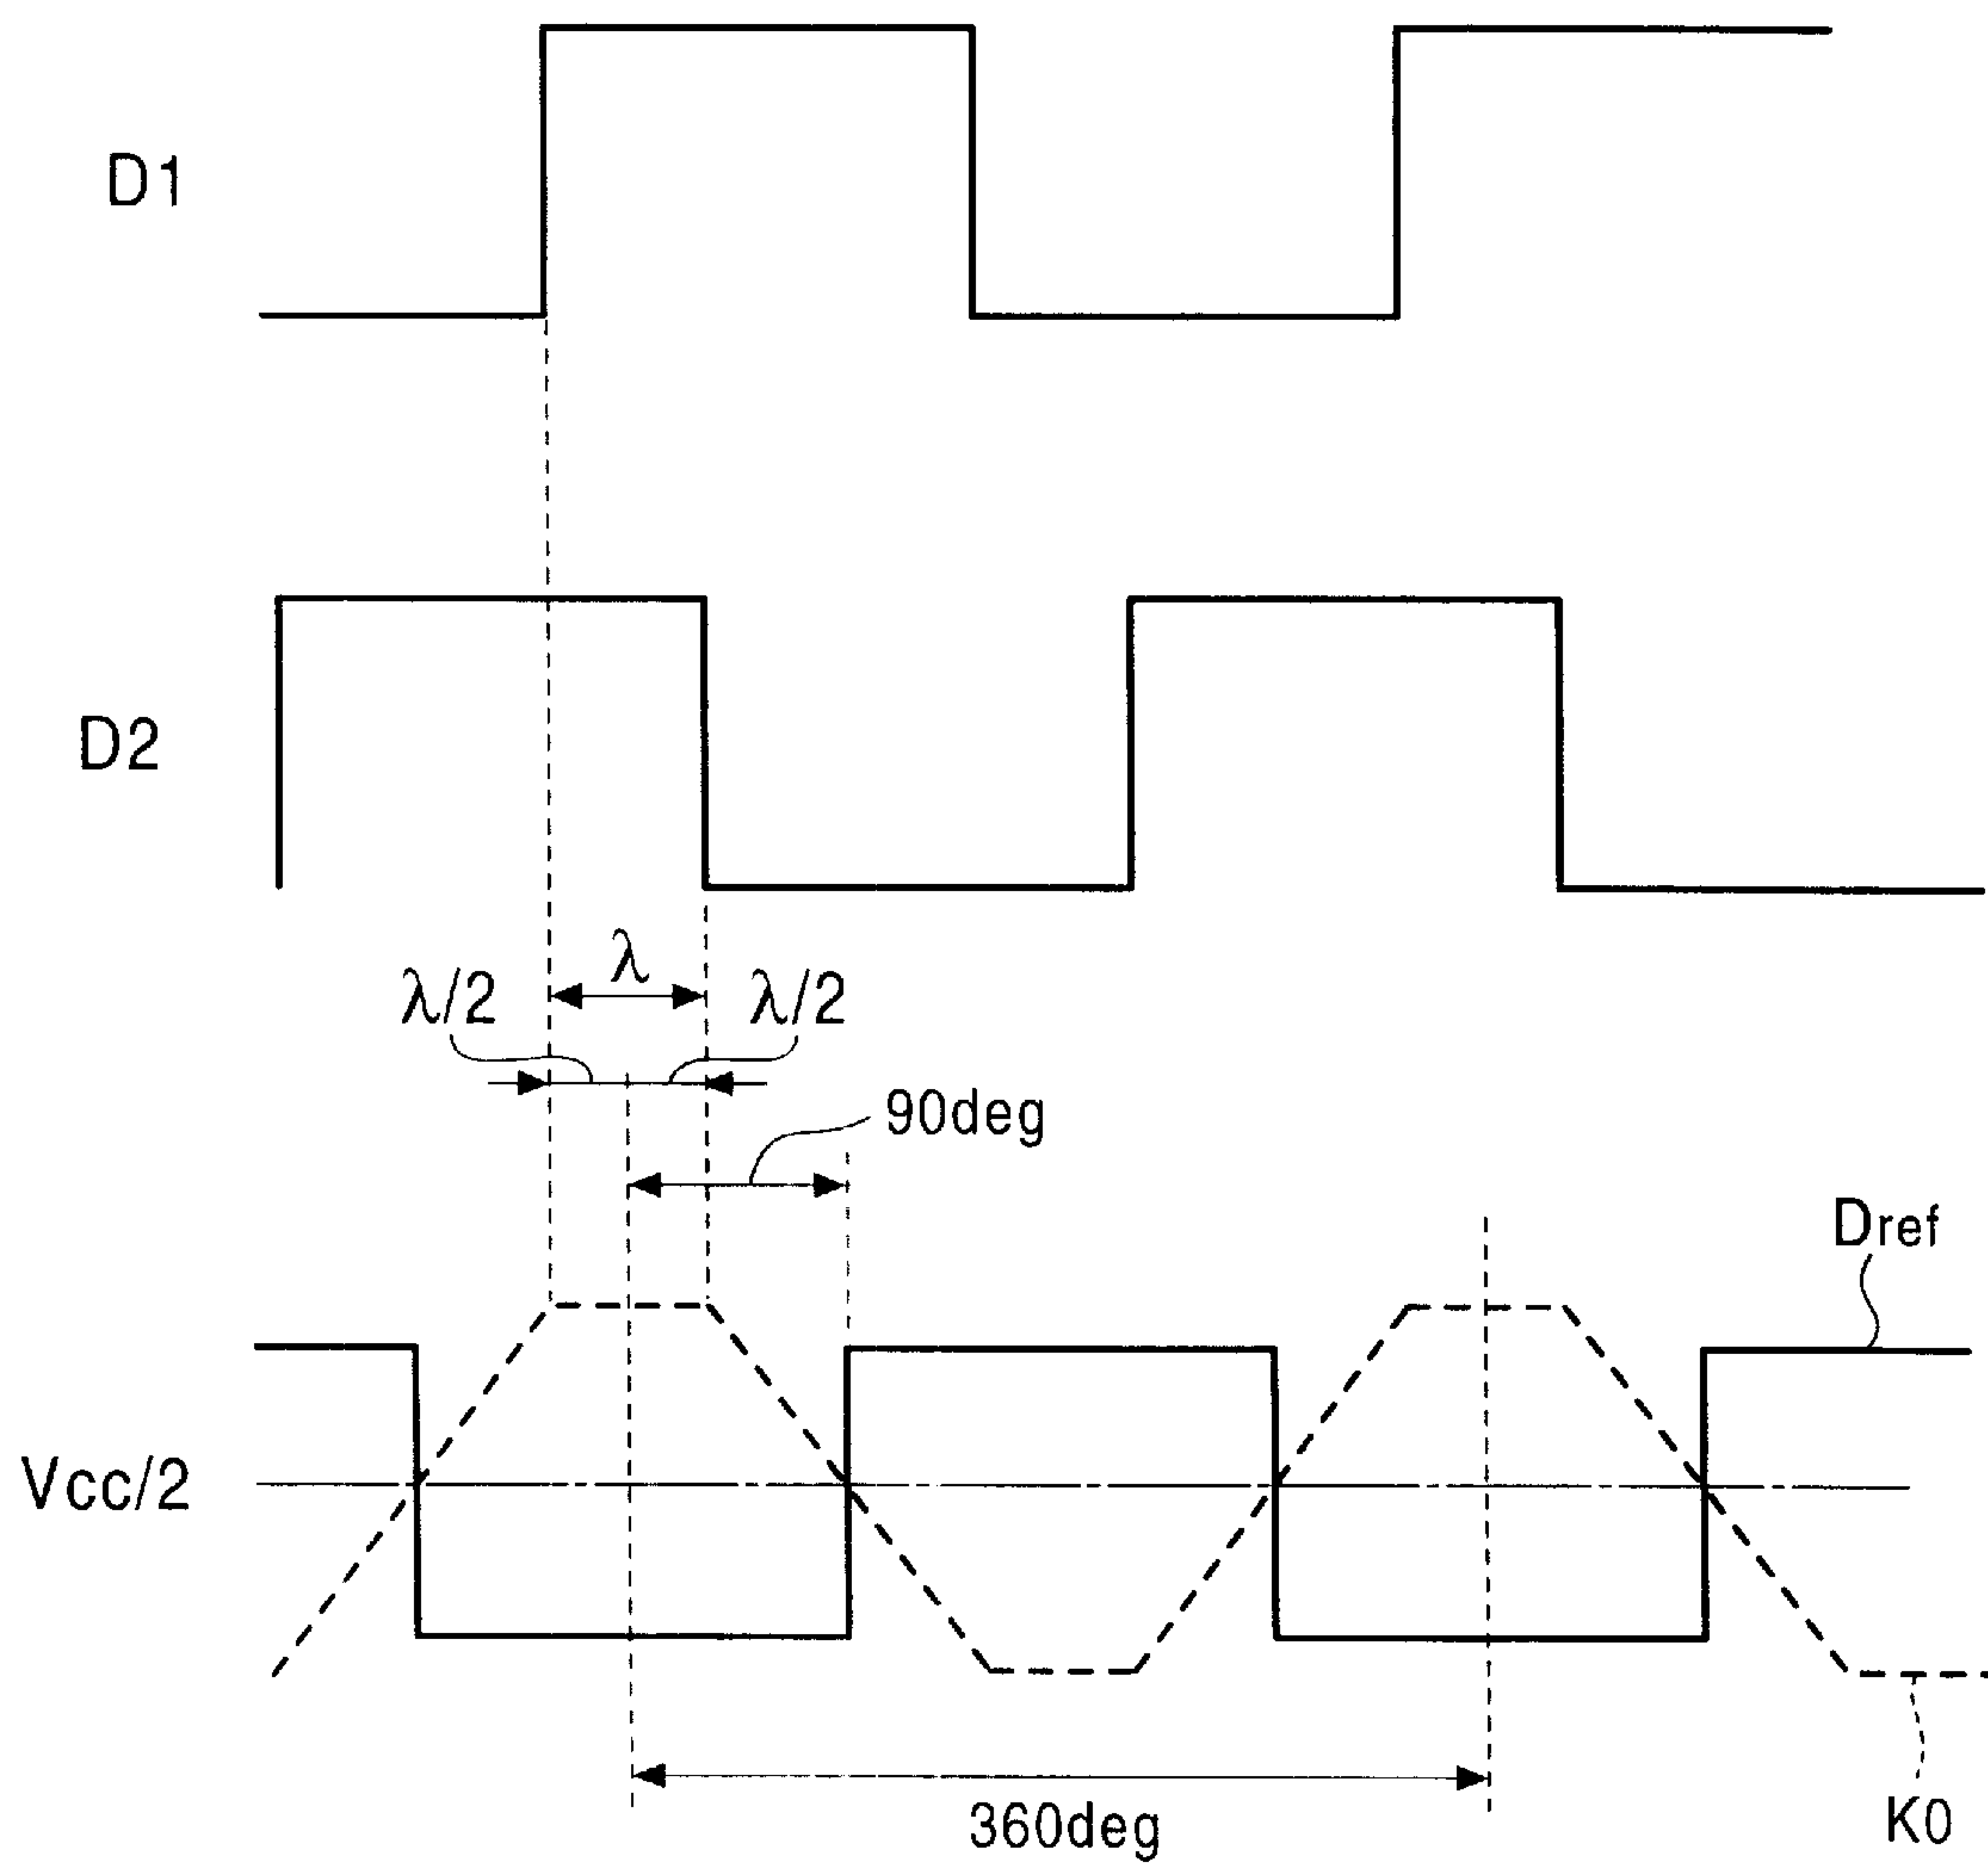 D1
D2
λ
λ/2
λ/2
90deg
Dref
Vcc/2
360deg
K0